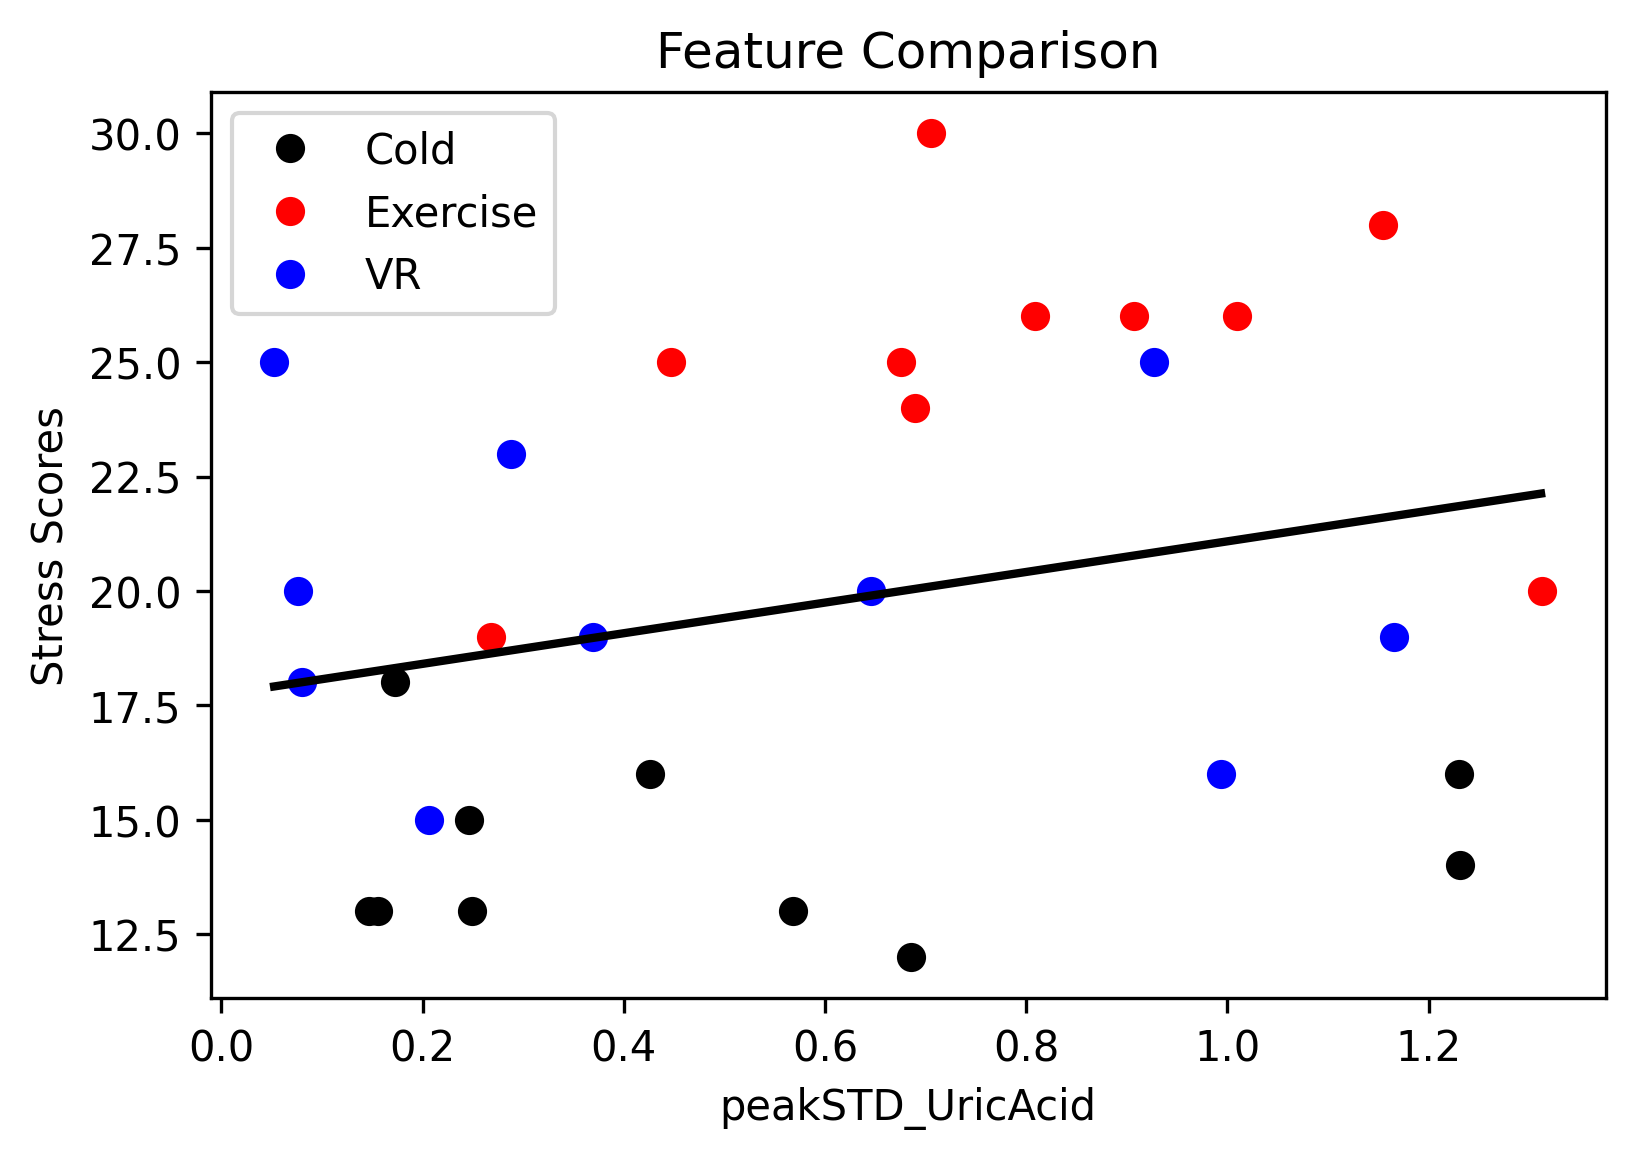 Feature Comparison
Cold
Exercise
VR
30.0
27.5
25.0
22.5
20.0
17.5
15.0
12.5
Stress Scores
0.0 0.2 0.4 0.6 0.8 1.0 1.2
peakSTD_UricAcid